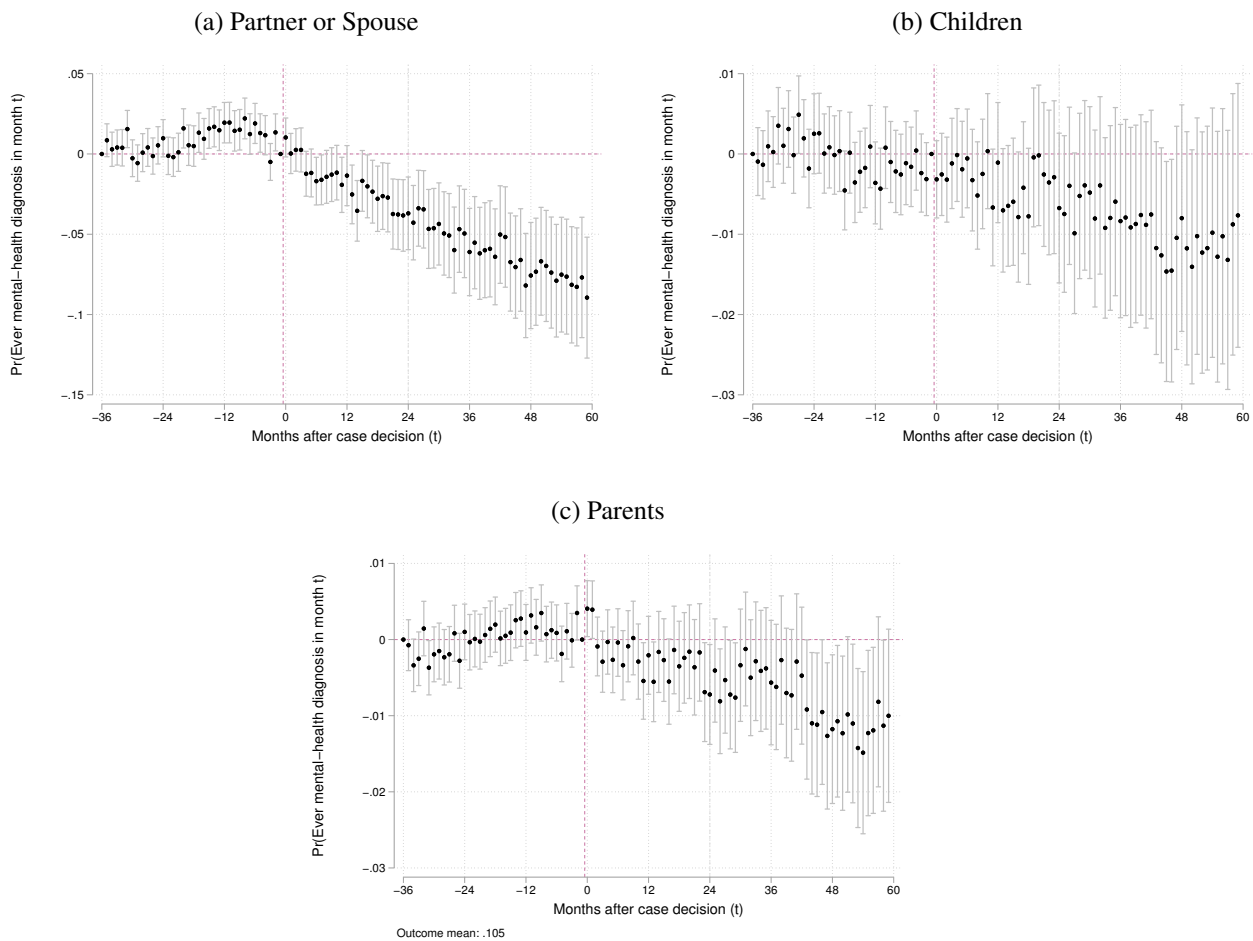 (a) Partner or Spouse
Pr(Ever mental−health diagnosis in month t)
.05
0
−.05
−.1
−.15
−36 −24 −12 0 12 24 36 48 60
Months after case decision (t)
(b) Children
Pr(Ever mental−health diagnosis in month t)
.01
0
−.01
−.02
−.03
−36 −24 −12 0 12 24 36 48 60
Months after case decision (t)
(c) Parents
Pr(Ever mental−health diagnosis in month t)
.01
0
−.01
−.02
−.03
−36 −24 −12 0 12 24 36 48 60
Months after case decision (t)
Outcome mean: .105